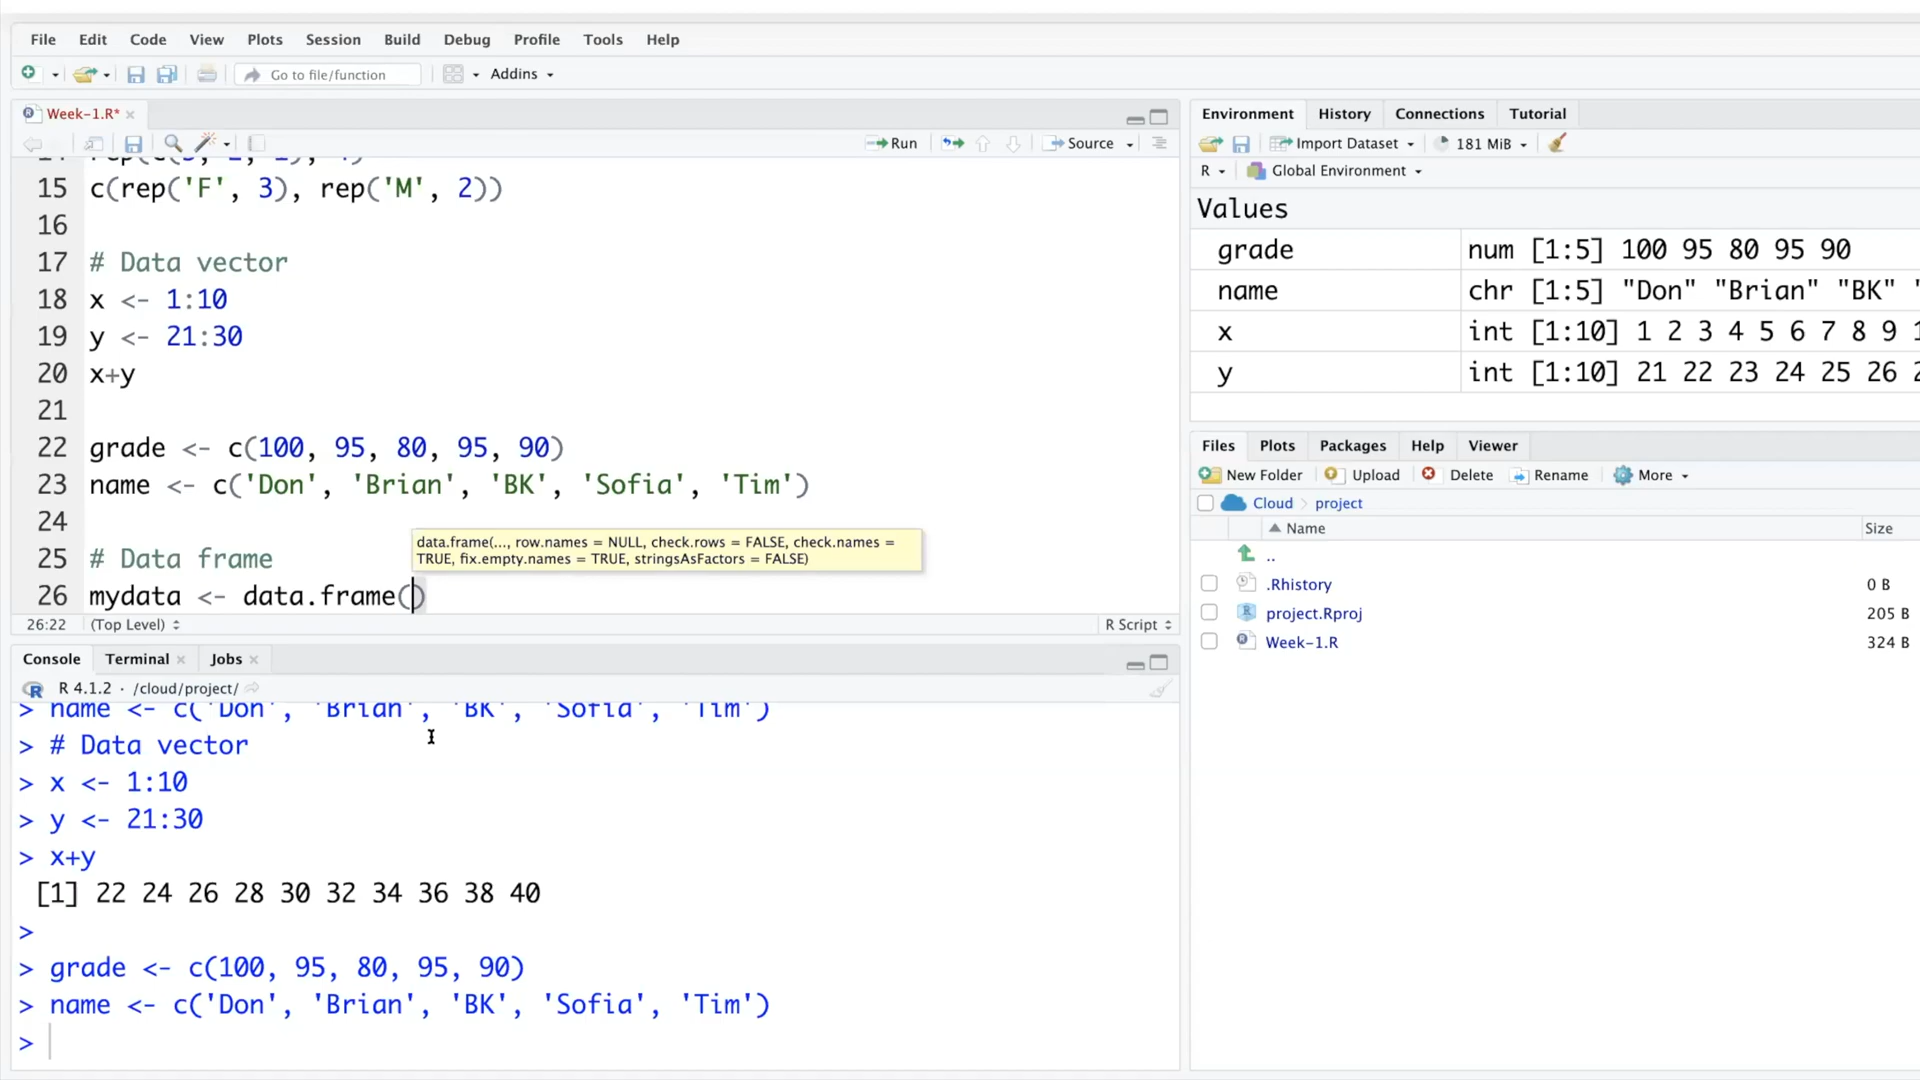 File Edit Code View Plots Session Build Debug Profile Tools Help
Go to file/function Addins
Week-1.R*
Run Source
15 c(rep('F', 3), rep('M', 2))
16
17 # Data vector
18 x <- 1:10
19 y <- 21:30
20 x+y
21
22 grade <- c(100, 95, 80, 95, 90)
23 name <- c('Don', 'Brian', 'BK', 'Sofia', 'Tim')
24
data.frame(..., row.names = NULL, check.rows = FALSE, check.names =
TRUE, fix.empty.names = TRUE, stringsAsFactors = FALSE)
25 # Data frame
26 mydata <- data.frame()
26:22 (Top Level) R Script
Console Terminal Jobs
R 4.1.2 · /cloud/project/
> name <- c('Don', 'Brian', 'BK', 'Sofia', 'Tim')
> # Data vector
> x <- 1:10
> y <- 21:30
> x+y
[1] 22 24 26 28 30 32 34 36 38 40
>
> grade <- c(100, 95, 80, 95, 90)
> name <- c('Don', 'Brian', 'BK', 'Sofia', 'Tim')
>
Environment History Connections Tutorial
Import Dataset 181 MiB
R Global Environment
Values
grade num [1:5] 100 95 80 95 90
name chr [1:5] "Don" "Brian" "BK" "
x int [1:10] 1 2 3 4 5 6 7 8 9 1
y int [1:10] 21 22 23 24 25 26 2
Files Plots Packages Help Viewer
New Folder Upload Delete Rename More
Cloud project
Name Size
..
.Rhistory 0 B
project.Rproj 205 B
Week-1.R 324 B